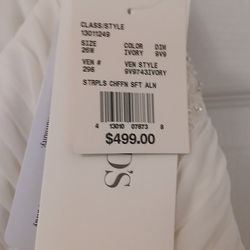 CLASS/STYLE
13011249
SIZE COLOR DIM
26W IVORY 9V9
VEN # VEN STYLE
296 9V9743IVORY
STRPLS CHFFN SFT ALN
4 13010 07673 8
$499.00